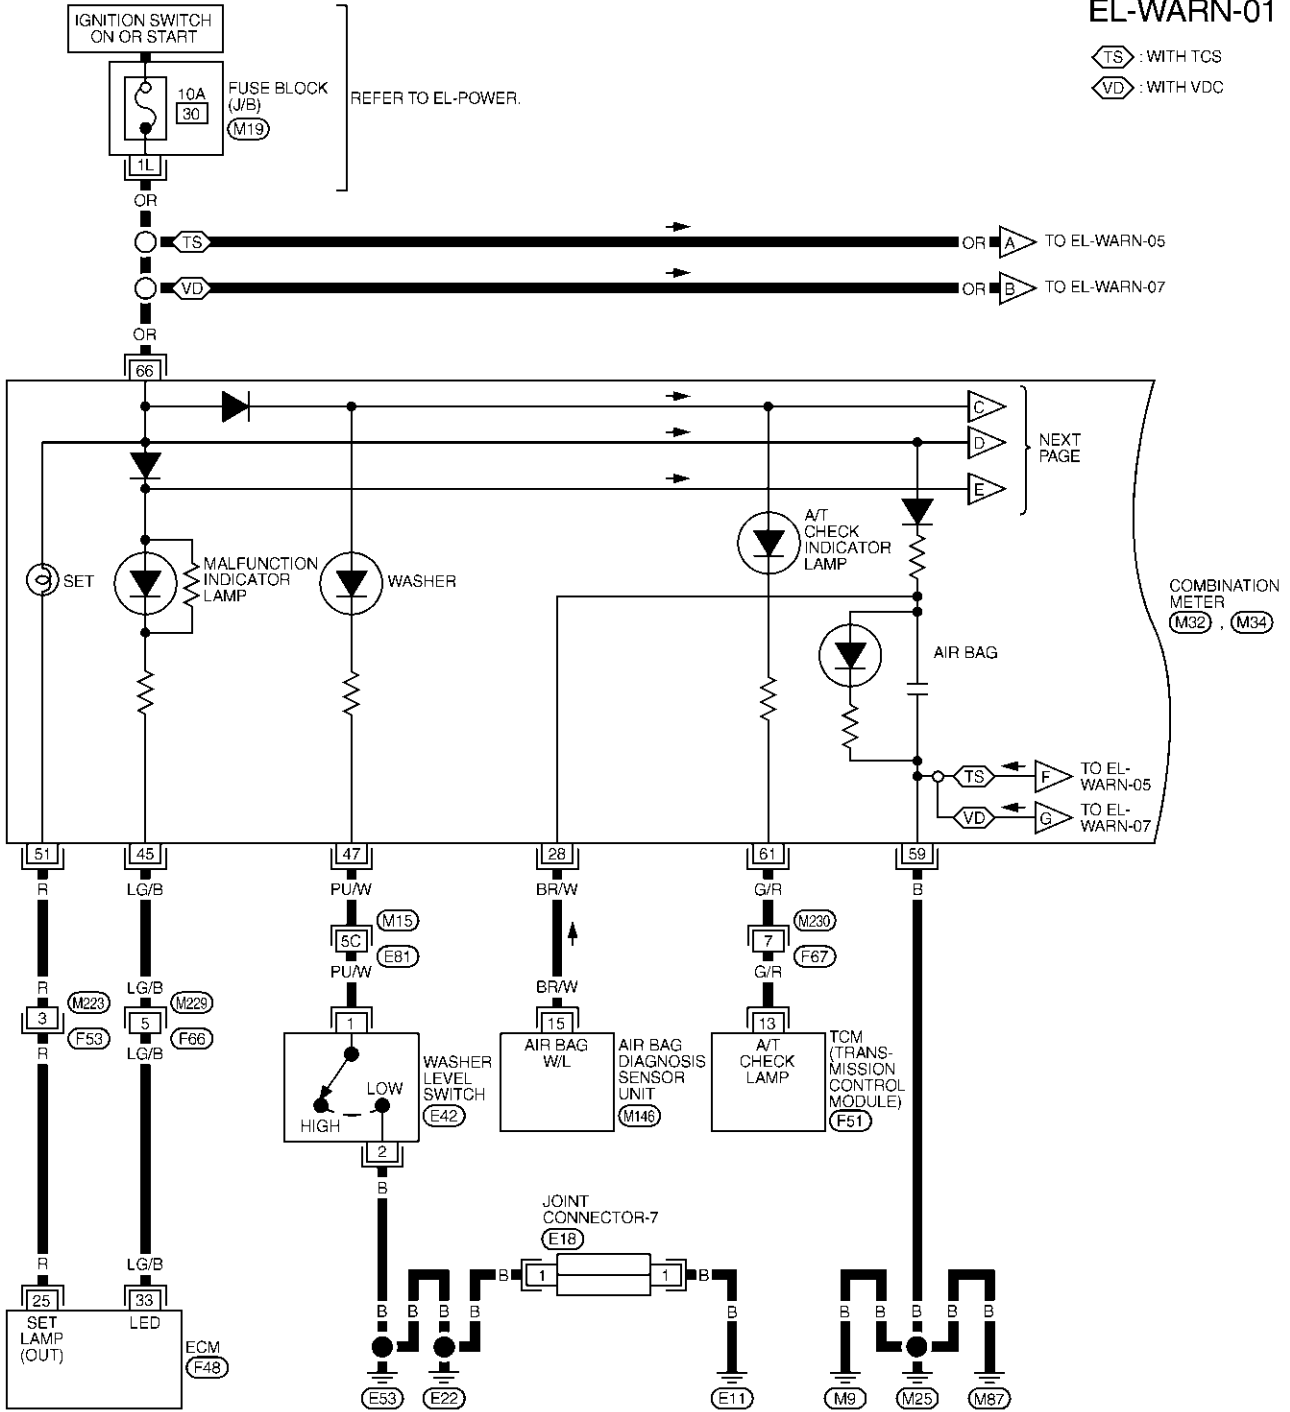 EL-WARN-01
IGNITION SWITCH
ON OR START
TS : WITH TCS
VD : WITH VDC
10A
30
FUSE BLOCK
(J/B)
M19
REFER TO EL-POWER.
1L
OR
TS
OR
A
TO EL-WARN-05
VD
OR
B
TO EL-WARN-07
OR
66
C
D
E
NEXT
PAGE
SET
MALFUNCTION
INDICATOR
LAMP
WASHER
A/T
CHECK
INDICATOR
LAMP
AIR BAG
COMBINATION
METER
M32 , M34
TS
F
TO EL-
WARN-05
VD
G
TO EL-
WARN-07
51
45
47
28
61
59
R
LG/B
PU/W
BR/W
G/R
B
M15
5C
E81
M230
7
F67
PU/W
G/R
R
LG/B
BR/W
M223
3
F53
M229
5
F66
R
LG/B
1
15
13
WASHER
LEVEL
SWITCH
E42
LOW
HIGH
2
AIR BAG
W/L
AIR BAG
DIAGNOSIS
SENSOR
UNIT
M146
A/T
CHECK
LAMP
TCM
(TRANS-
MISSION
CONTROL
MODULE)
F51
B
JOINT
CONNECTOR-7
E18
R
LG/B
B
1
1
B
25
33
SET
LAMP
(OUT)
LED
ECM
F48
B
B
B
B
B
B
B
B
B
B
E53
E22
E11
M9
M25
M87